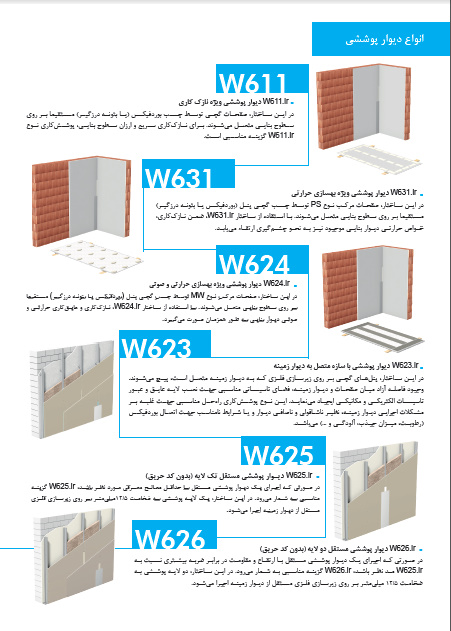 انواع دیوار پوششی
W611
W611.ir دیوار پوششی ویژه نازک کاری
در این ساختار، صفحات گچی توسط چسب بوردفیکس (یا بتونه درزگیر) مستقیما بر روی
سطوح بنایی متصل می‌شوند. برای نازک‌کاری سریع و ارزان سطوح بنایی، پوشش‌کاری نوع
W611.ir گزینه مناسبی است.
W631
W631.ir دیوار پوششی ویژه بهسازی حرارتی
در این ساختار، صفحات مرکب نوع PS توسط چسب گچی پنل (بوردفیکس یا بتونه درزگیر)
مستقیما بر روی سطوح بنایی متصل می‌شوند. با استفاده از ساختار W631.ir، ضمن نازک‌کاری،
خواص حرارتی دیوار بنایی موجود نیز به نحو چشم‌گیری ارتقاء می‌یابد.
W624
W624.ir دیوار پوششی ویژه بهسازی حرارتی و صوتی
در این ساختار، صفحات مرکب نوع MW توسط چسب گچی پنل (بوردفیکس یا بتونه درزگیر) مستقیما
بر روی سطوح بنایی متصل می‌شوند. با استفاده از ساختار W624.ir، نازک‌کاری و عایق‌کاری حرارتی و
صوتی دیوار بنایی به طور همزمان صورت می‌گیرد.
W623
W623.ir دیوار پوششی با سازه متصل به دیوار زمینه
در این ساختار، پنل‌های گچی بر روی زیرسازی فلزی که به دیوار زمینه متصل است، پیچ می‌شوند.
وجود فاصله آزاد میان صفحات و دیوار زمینه، فضای تاسیساتی مناسبی جهت نصب لایه عایق و عبور
تاسیسات الکتریکی و مکانیکی ایجاد می‌نماید. این نوع پوشش‌کاری راه‌حل مناسبی جهت غلبه بر
مشکلات اجرایی دیوار زمینه، نظیر ناشاقولی و ناصافی دیوار و یا شرایط نامناسب جهت اتصال بوردفیکس
(رطوبت، میزان جذب، آلودگی و ..) می‌باشد.
W625
W625.ir دیوار پوششی مستقل تک لایه (بدون کد حریق)
در صورتی که اجرای یک دیوار پوششی مستقل با حداقل مصالح مصرفی مورد نظر باشد، W625.ir گزینه
مناسبی به شمار می‌رود. در این ساختار، یک لایه پوششی به ضخامت ۱۲/۵ میلی‌متر بر روی زیرسازی فلزی
مستقل از دیوار زمینه اجرا می‌شود.
W626
W626.ir دیوار پوششی مستقل دو لایه (بدون کد حریق)
در صورتی که اجرای یک دیوار پوششی مستقل با ارتفاع و مقاومت در برابر ضربه بیشتری نسبت به
W625.ir مد نظر باشد، W626.ir گزینه مناسبی به شمار می‌رود. در این ساختار، دو لایه پوششی به
ضخامت ۱۲/۵ میلی‌متر بر روی زیرسازی فلزی مستقل از دیوار زمینه اجرا می‌شود.